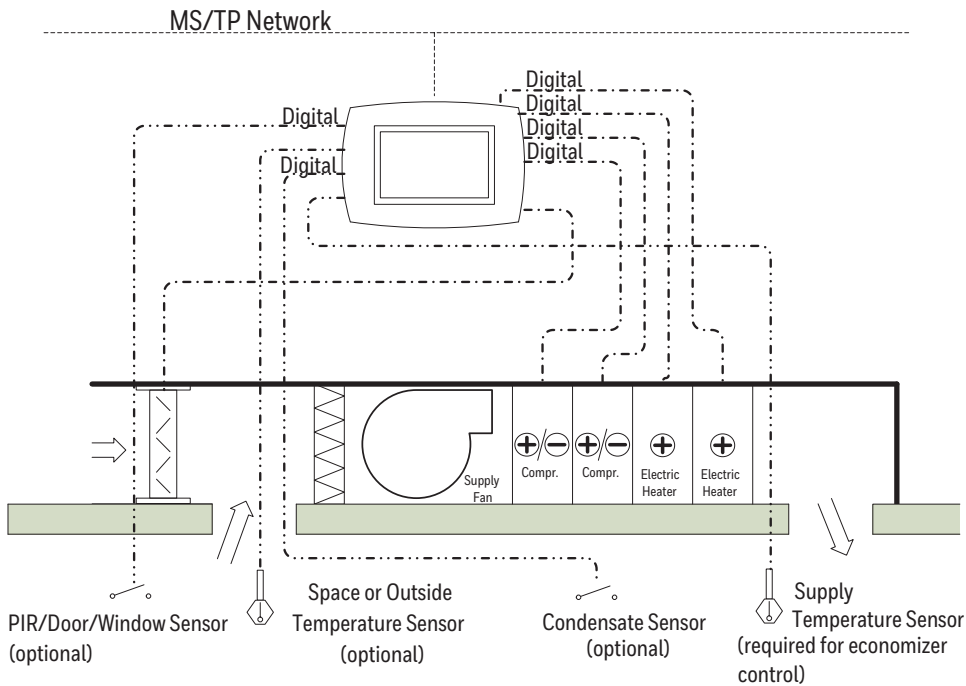 MS/TP Network
Digital
Digital
Digital
Digital
Digital
Digital
Supply
Fan
Compr.
Compr.
Electric
Heater
Electric
Heater
PIR/Door/Window Sensor
(optional)
Space or Outside
Temperature Sensor
(optional)
Condensate Sensor
(optional)
Supply
Temperature Sensor
(required for economizer
control)